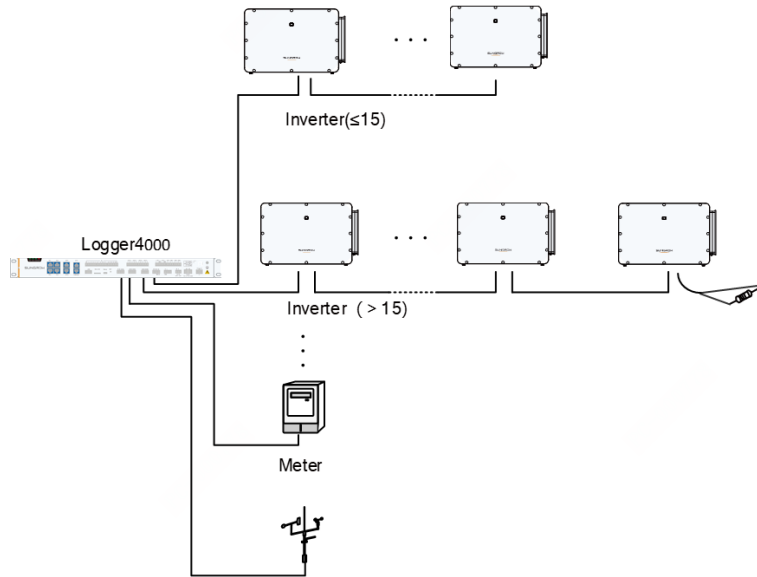 Inverter(≤15)
Logger4000
Inverter ( > 15)
Meter